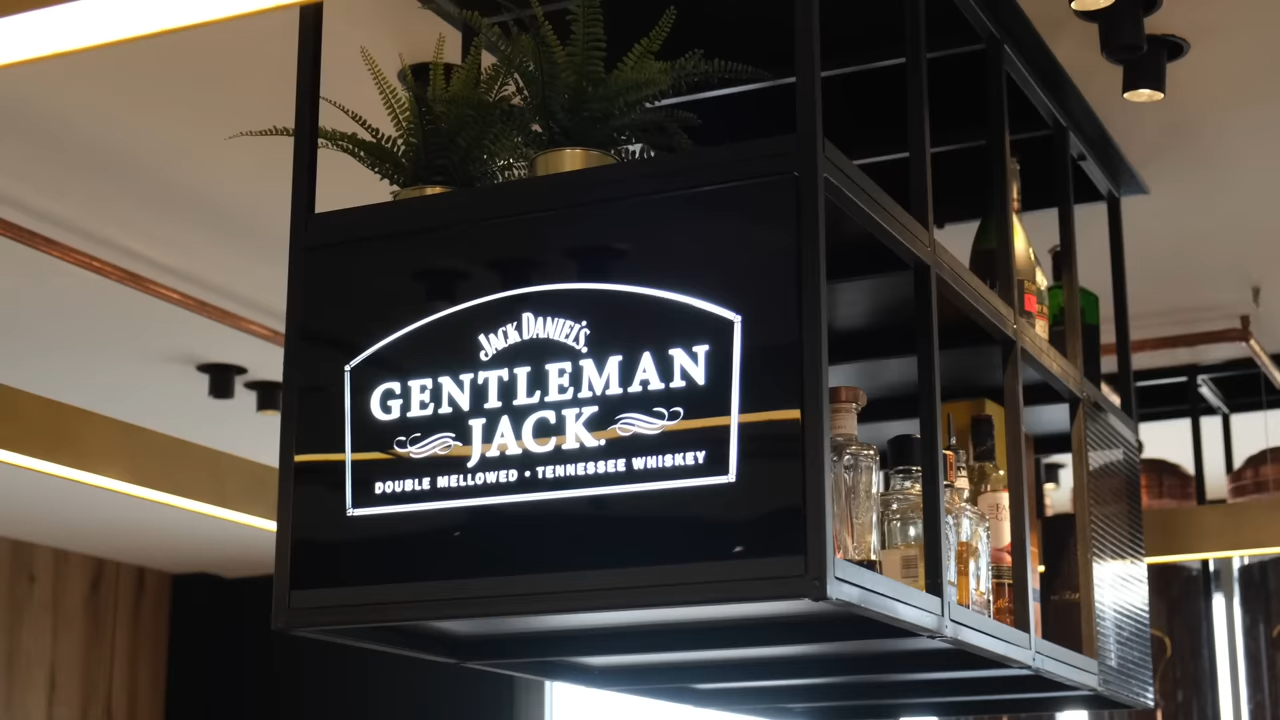 JACK DANIEL'S.
GENTLEMAN
JACK.
DOUBLE MELLOWED • TENNESSEE WHISKEY